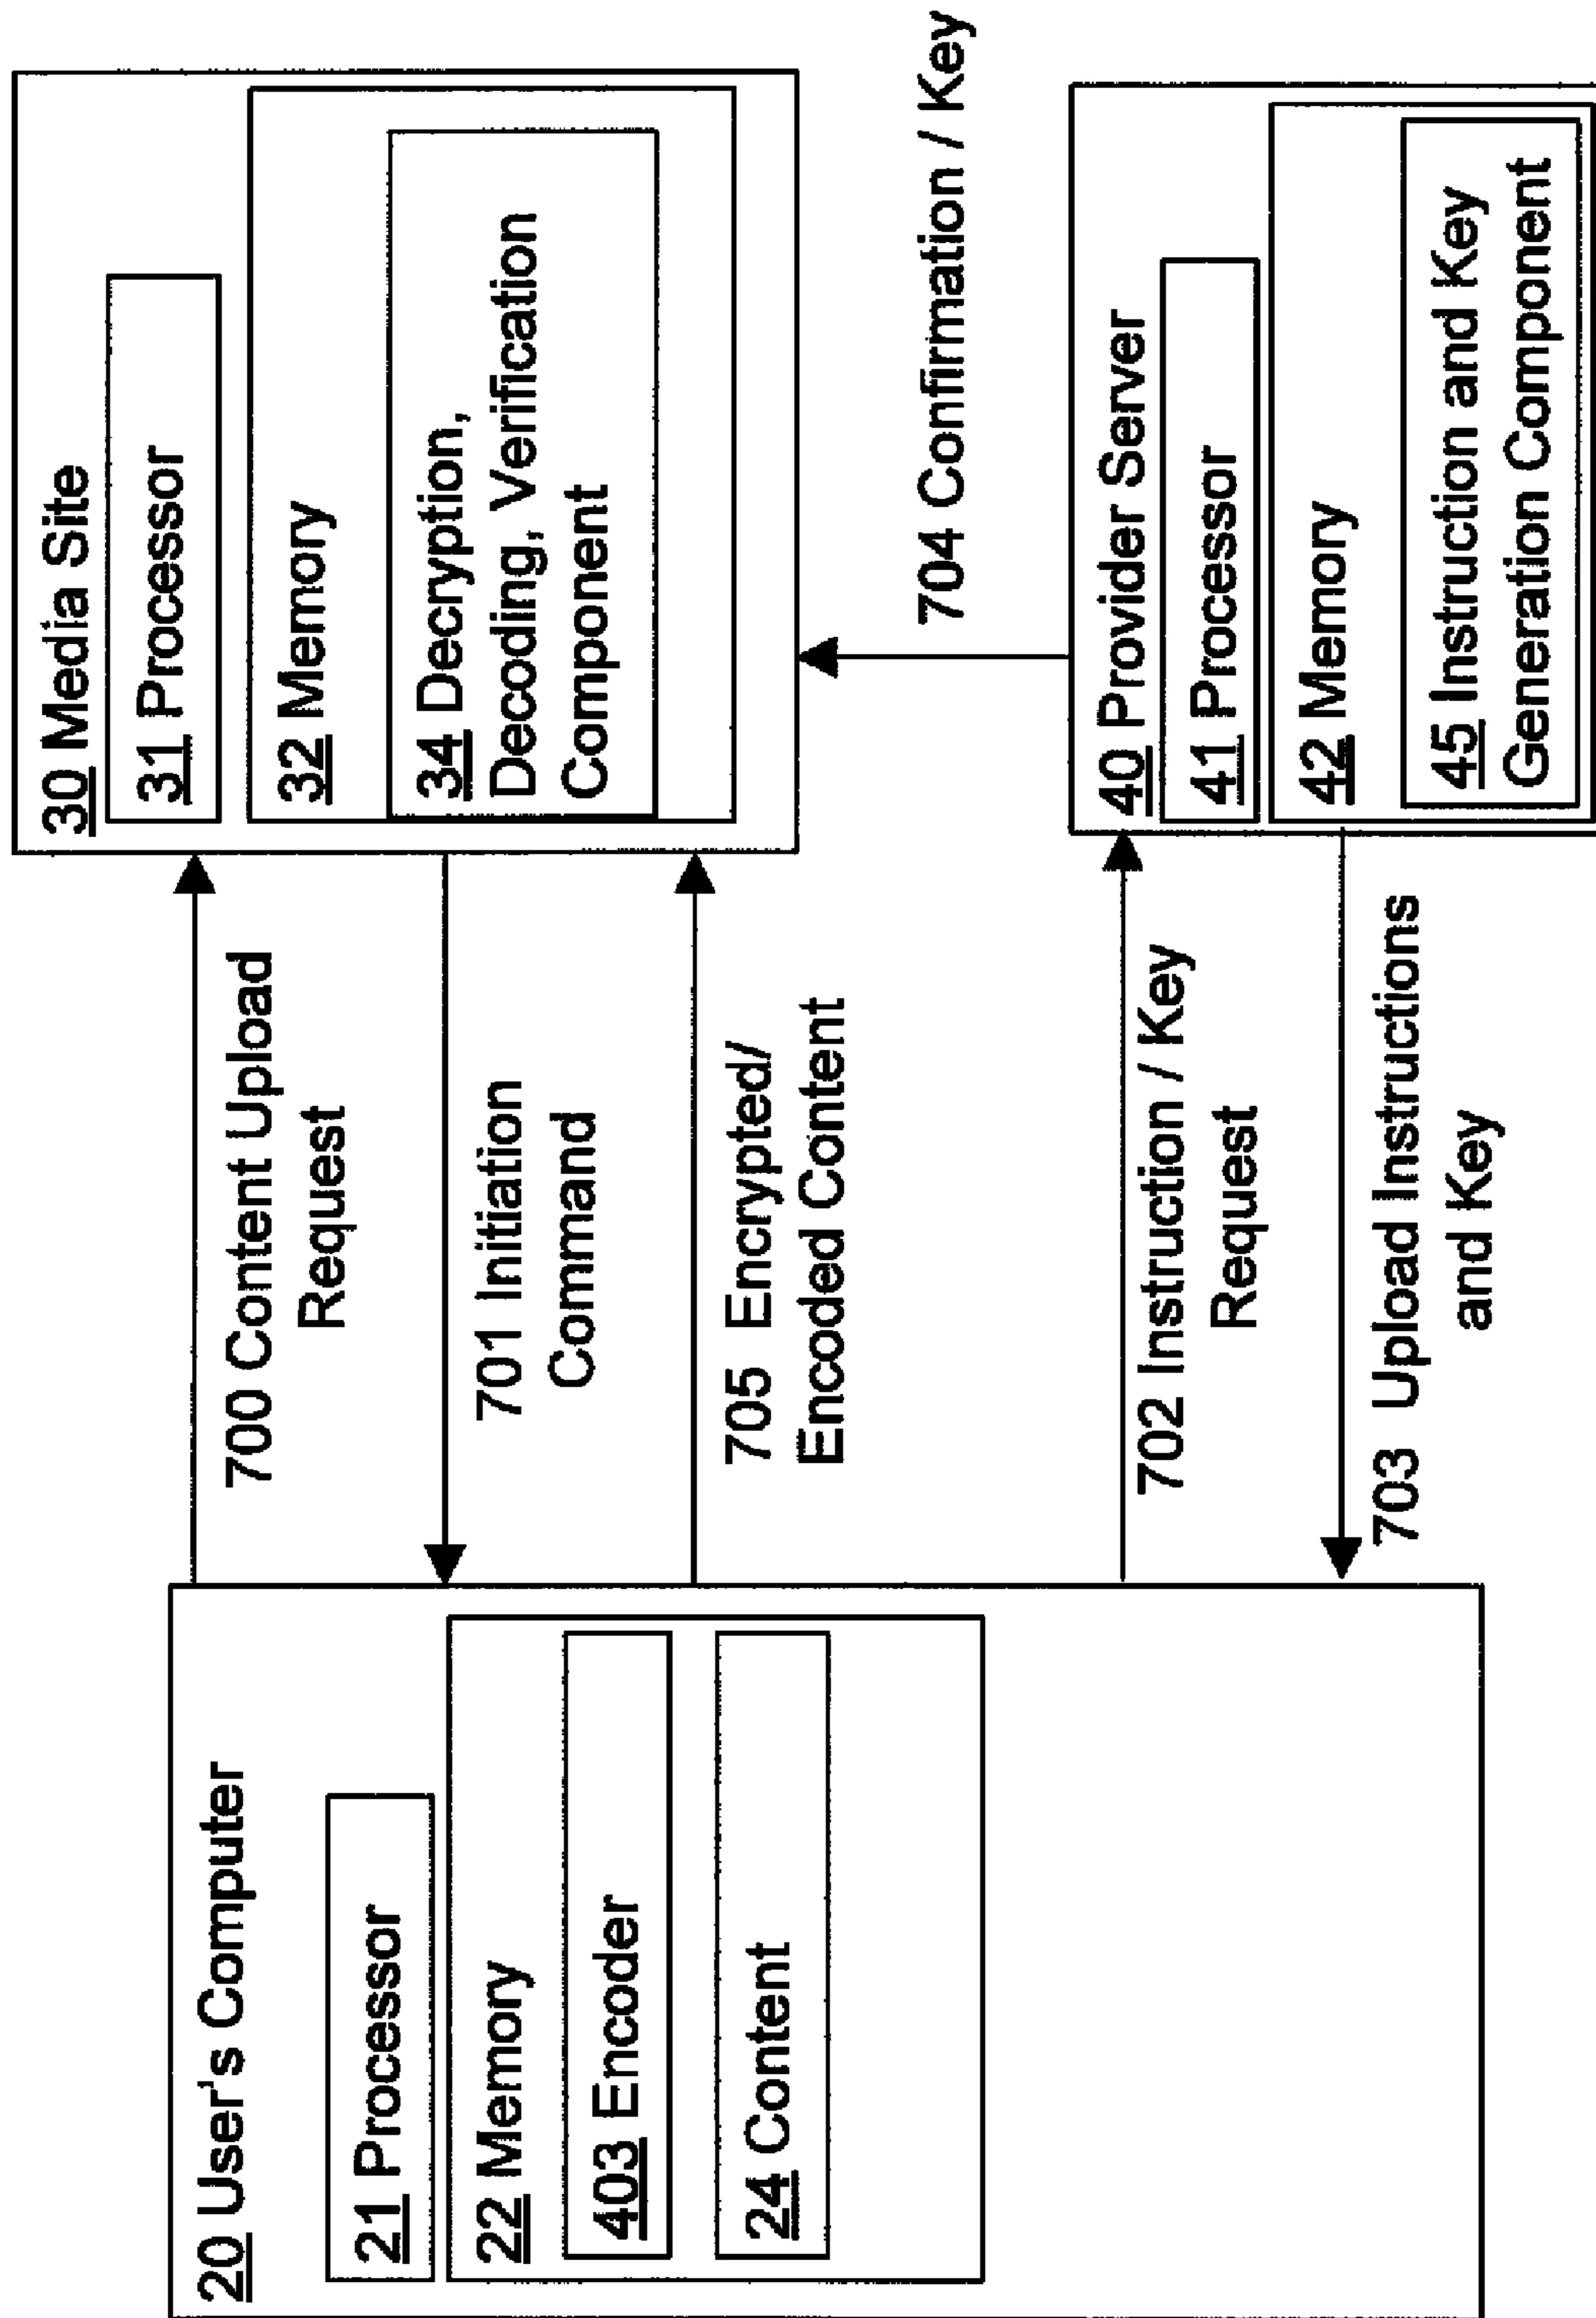 20 User's Computer
21 Processor
22 Memory
403 Encoder
24 Content
700 Content Upload
Request
701 Initiation
Command
705 Encrypted/
Encoded Content
702 Instruction / Key
Request
703 Upload Instructions
and Key
30 Media Site
31 Processor
32 Memory
34 Decryption,
Decoding, Verification
Component
704 Confirmation / Key
40 Provider Server
41 Processor
42 Memory
45 Instruction and Key
Generation Component